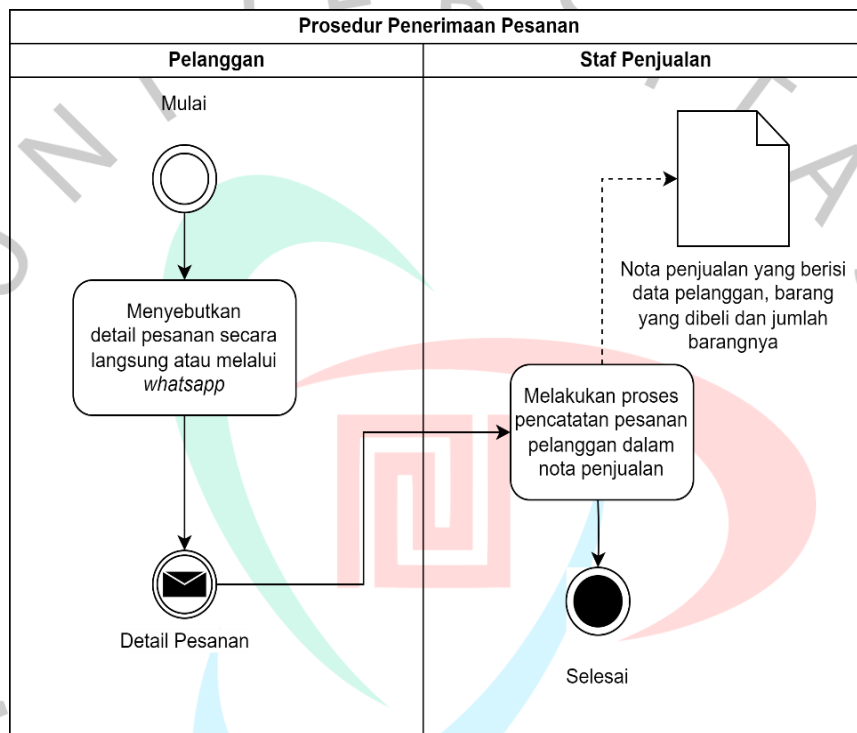 Prosedur Penerimaan Pesanan
Pelanggan
Staf Penjualan
Mulai
Menyebutkan
detail pesanan secara
langsung atau melalui
whatsapp
Detail Pesanan
Nota penjualan yang berisi
data pelanggan, barang
yang dibeli dan jumlah
barangnya
Melakukan proses
pencatatan pesanan
pelanggan dalam
nota penjualan
Selesai